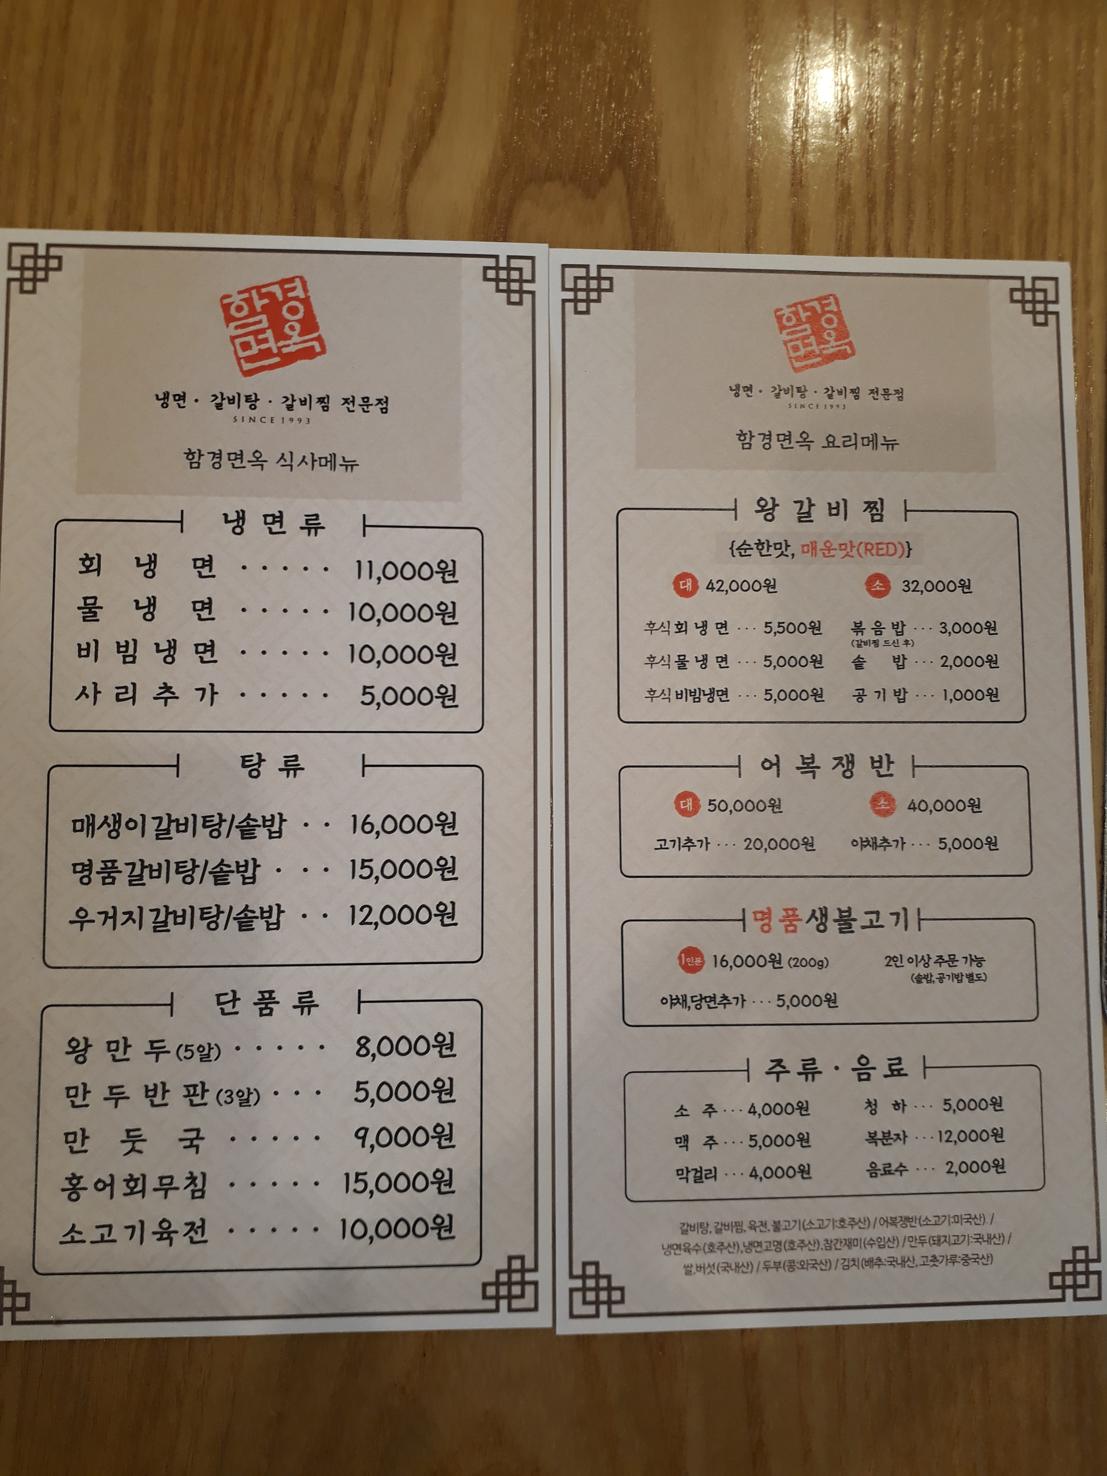 함경
면옥
냉면 · 갈비탕 · 갈비찜 전문점
SINCE 1993
함경면옥 식사메뉴
냉면류
회냉면 ····· 11,000원
물냉면 ····· 10,000원
비빔냉면 ····· 10,000원
사리추가 ····· 5,000원
탕류
매생이갈비탕/솥밥 ·· 16,000원
명품갈비탕/솥밥 ··· 15,000원
우거지갈비탕/솥밥 ·· 12,000원
단품류
왕만두(5알) ····· 8,000원
만두반판(3알) ··· 5,000원
만둣국 ····· 9,000원
홍어회무침 ····· 15,000원
소고기육전 ····· 10,000원
함경
면옥
냉면 · 갈비탕 · 갈비찜 전문점
SINCE 1993
함경면옥 요리메뉴
왕갈비찜
{순한맛, 매운맛(RED)}
대 42,000원 소 32,000원
후식회냉면 ··· 5,500원 볶음밥 ··· 3,000원
(갈비찜 드신 후)
후식물냉면 ··· 5,000원 솥밥 ··· 2,000원
후식비빔냉면 ··· 5,000원 공기밥 ··· 1,000원
어복쟁반
대 50,000원 소 40,000원
고기추가 ··· 20,000원 야채추가 ··· 5,000원
명품생불고기
1인분 16,000원 (200g) 2인 이상 주문 가능
(솥밥,공기밥 별도)
야채,당면추가 ··· 5,000원
주류 · 음료
소주 ··· 4,000원 청하 ··· 5,000원
맥주 ··· 5,000원 복분자 ··· 12,000원
막걸리 ··· 4,000원 음료수 ··· 2,000원
갈비탕, 갈비찜, 육전, 불고기(소고기:호주산) / 어복쟁반(소고기:미국산) /
냉면육수(호주산),냉면고명(호주산),참간재미(수입산) / 만두(돼지고기:국내산) /
쌀,버섯(국내산) / 두부(콩:외국산) / 김치(배추:국내산, 고춧가루:중국산)